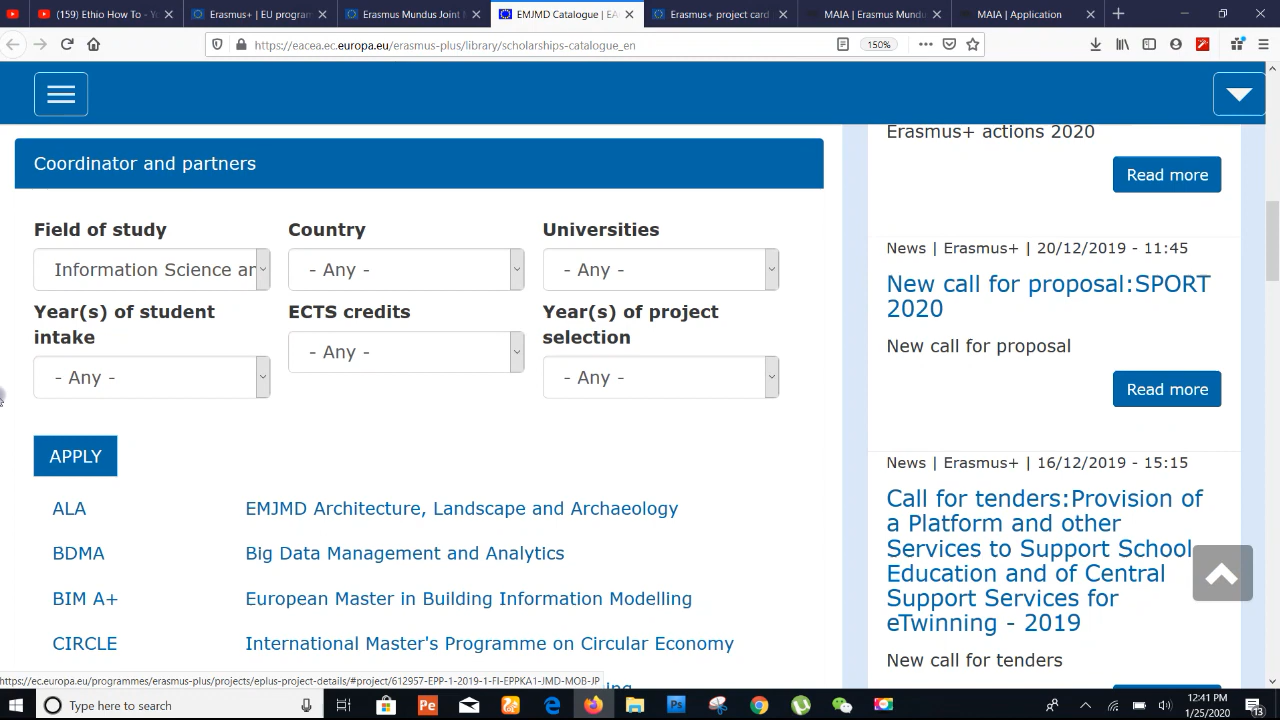 (159) Ethio How To - Y
Erasmus+ | EU program
Erasmus Mundus Joint M
EMJMD Catalogue | EA
Erasmus+ project card
MAIA | Erasmus Mundu
MAIA | Application
https://eacea.ec.europa.eu/erasmus-plus/library/scholarships-catalogue_en
150%
Coordinator and partners
Field of study
Country
Universities
Information Science ar
- Any -
- Any -
Year(s) of student intake
ECTS credits
Year(s) of project selection
- Any -
- Any -
- Any -
APPLY
ALA EMJMD Architecture, Landscape and Archaeology
BDMA Big Data Management and Analytics
BIM A+ European Master in Building Information Modelling
CIRCLE International Master's Programme on Circular Economy
Erasmus+ actions 2020
Read more
News | Erasmus+ | 20/12/2019 - 11:45
New call for proposal:SPORT
2020
New call for proposal
Read more
News | Erasmus+ | 16/12/2019 - 15:15
Call for tenders:Provision of
a Platform and other
Services to Support School
Education and of Central
Support Services for
eTwinning - 2019
New call for tenders
https://ec.europa.eu/programmes/erasmus-plus/projects/eplus-project-details/#project/612957-EPP-1-2019-1-FI-EPPKA1-JMD-MOB-JP
Type here to search
12:41 PM
1/25/2020
13